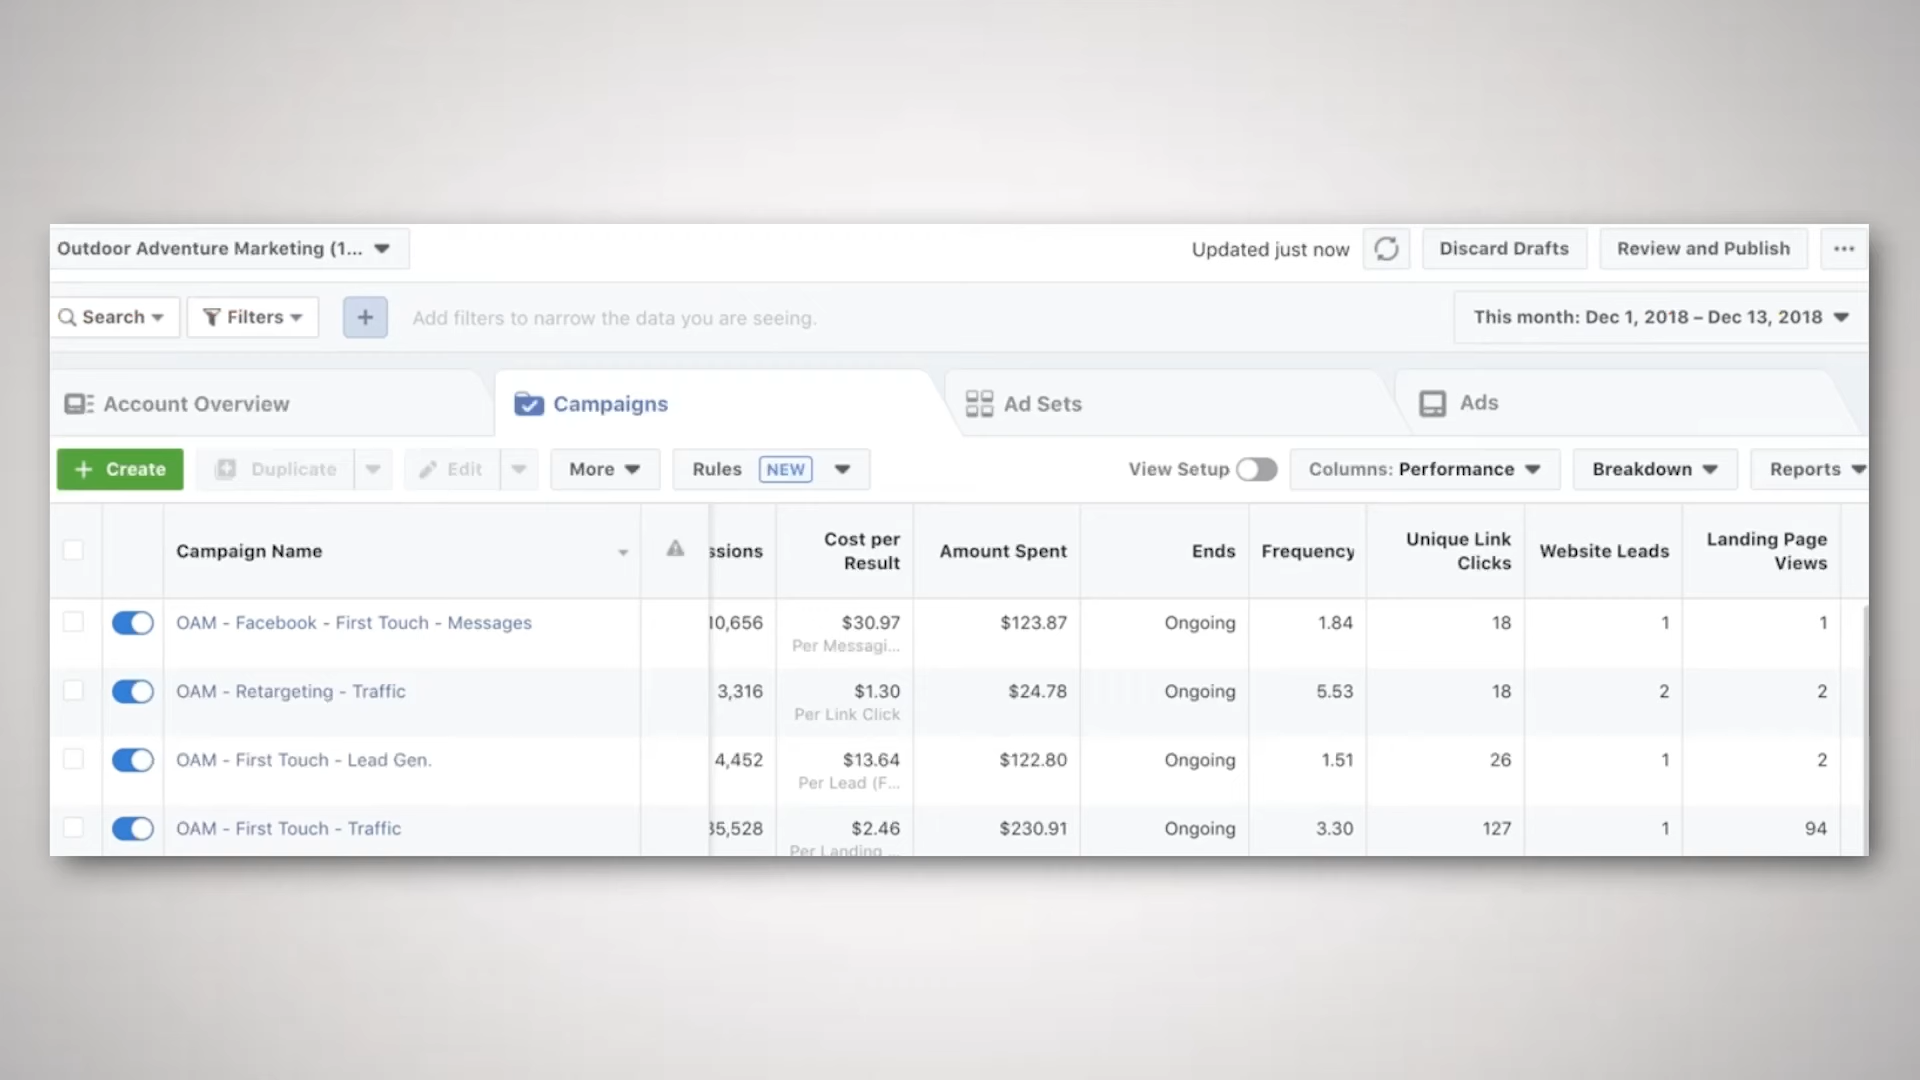 Outdoor Adventure Marketing (1...
Updated just now
Discard Drafts
Review and Publish
Search
Filters
+
Add filters to narrow the data you are seeing.
This month: Dec 1, 2018 – Dec 13, 2018
Account Overview
Campaigns
Ad Sets
Ads
+ Create
Duplicate
Edit
More
Rules NEW
View Setup
Columns: Performance
Breakdown
Reports
Campaign Name
ssions
Cost per
Result
Amount Spent
Ends
Frequency
Unique Link
Clicks
Website Leads
Landing Page
Views
OAM - Facebook - First Touch - Messages
10,656
$30.97
Per Messagi...
$123.87
Ongoing
1.84
18
1
1
OAM - Retargeting - Traffic
3,316
$1.30
Per Link Click
$24.78
Ongoing
5.53
18
2
2
OAM - First Touch - Lead Gen.
4,452
$13.64
Per Lead (F...
$122.80
Ongoing
1.51
26
1
2
OAM - First Touch - Traffic
35,528
$2.46
Per Landing ...
$230.91
Ongoing
3.30
127
1
94